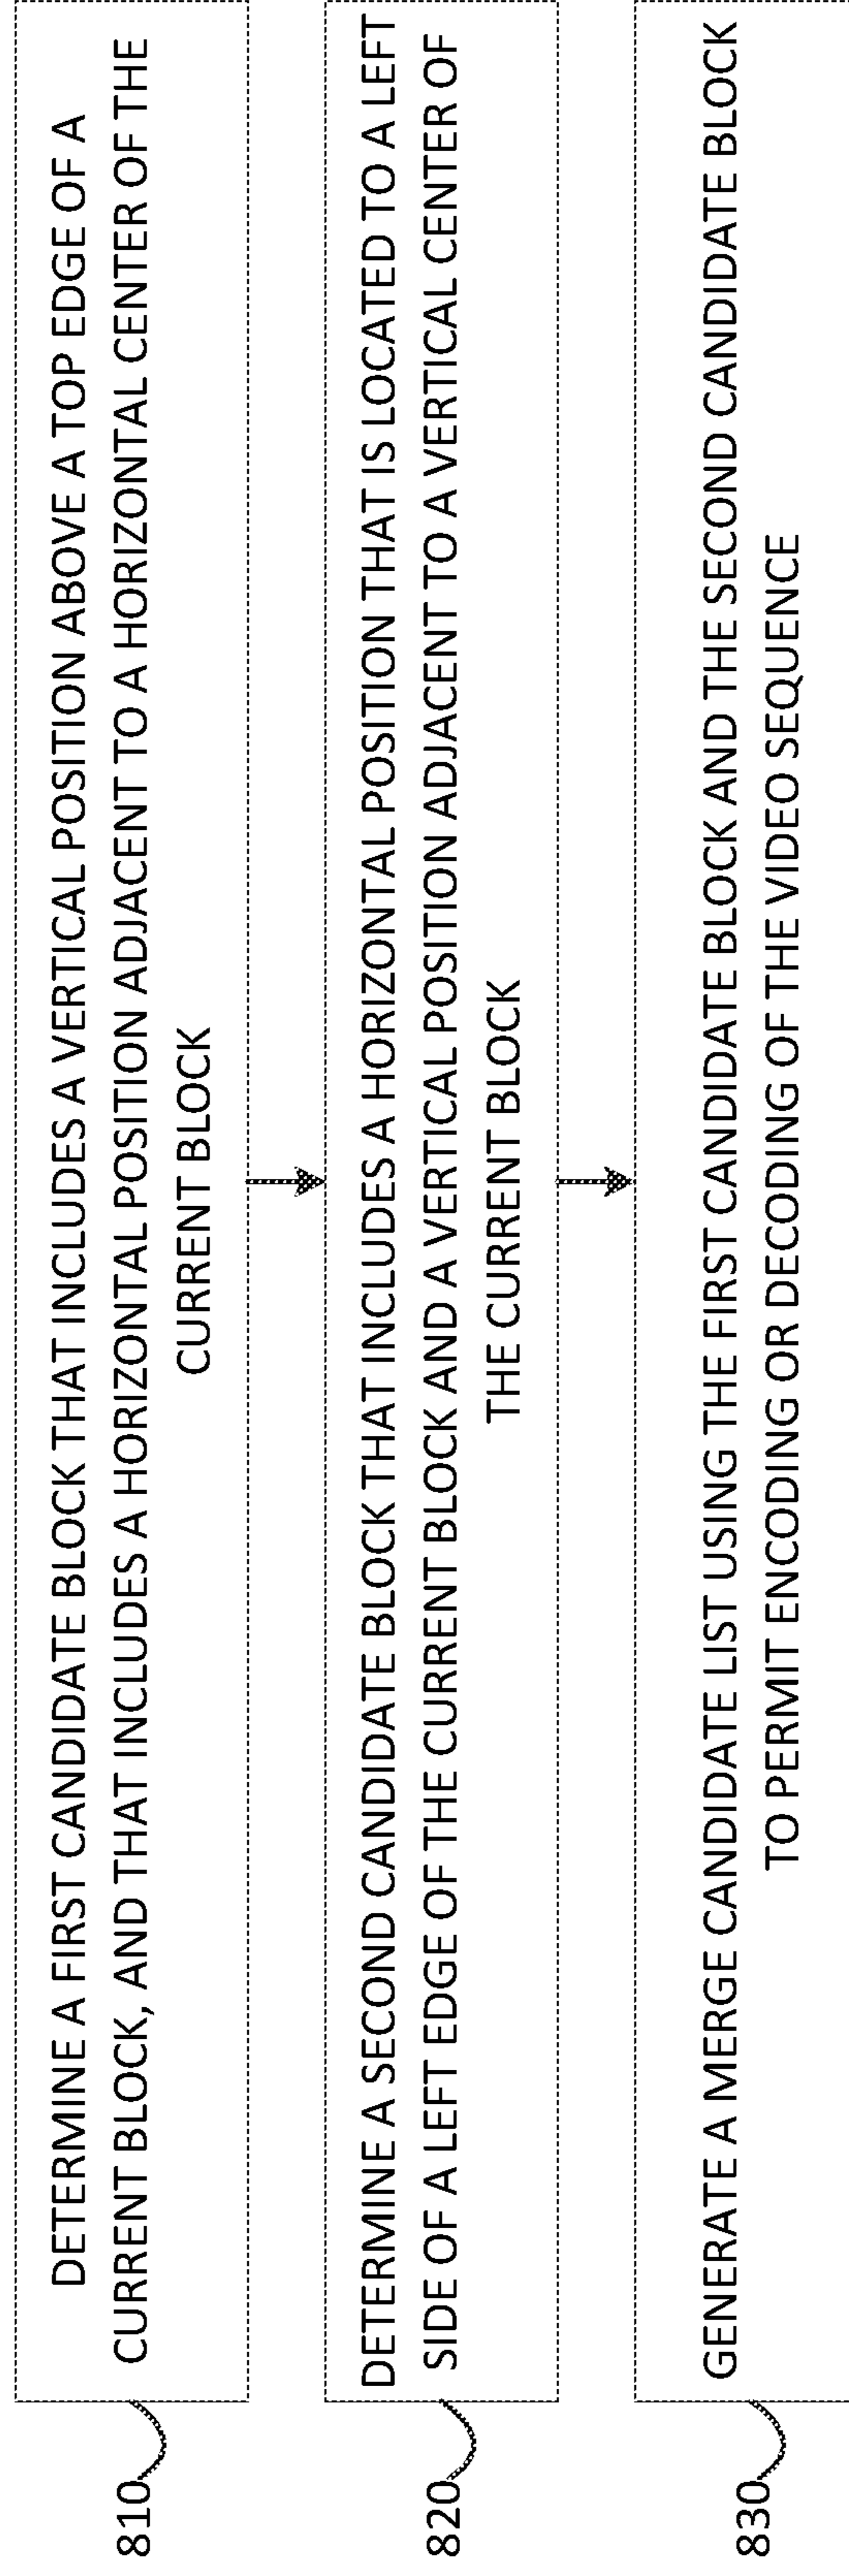 810
DETERMINE A FIRST CANDIDATE BLOCK THAT INCLUDES A VERTICAL POSITION ABOVE A TOP EDGE OF A
CURRENT BLOCK, AND THAT INCLUDES A HORIZONTAL POSITION ADJACENT TO A HORIZONTAL CENTER OF THE
CURRENT BLOCK
820
DETERMINE A SECOND CANDIDATE BLOCK THAT INCLUDES A HORIZONTAL POSITION THAT IS LOCATED TO A LEFT
SIDE OF A LEFT EDGE OF THE CURRENT BLOCK AND A VERTICAL POSITION ADJACENT TO A VERTICAL CENTER OF
THE CURRENT BLOCK
830
GENERATE A MERGE CANDIDATE LIST USING THE FIRST CANDIDATE BLOCK AND THE SECOND CANDIDATE BLOCK
TO PERMIT ENCODING OR DECODING OF THE VIDEO SEQUENCE